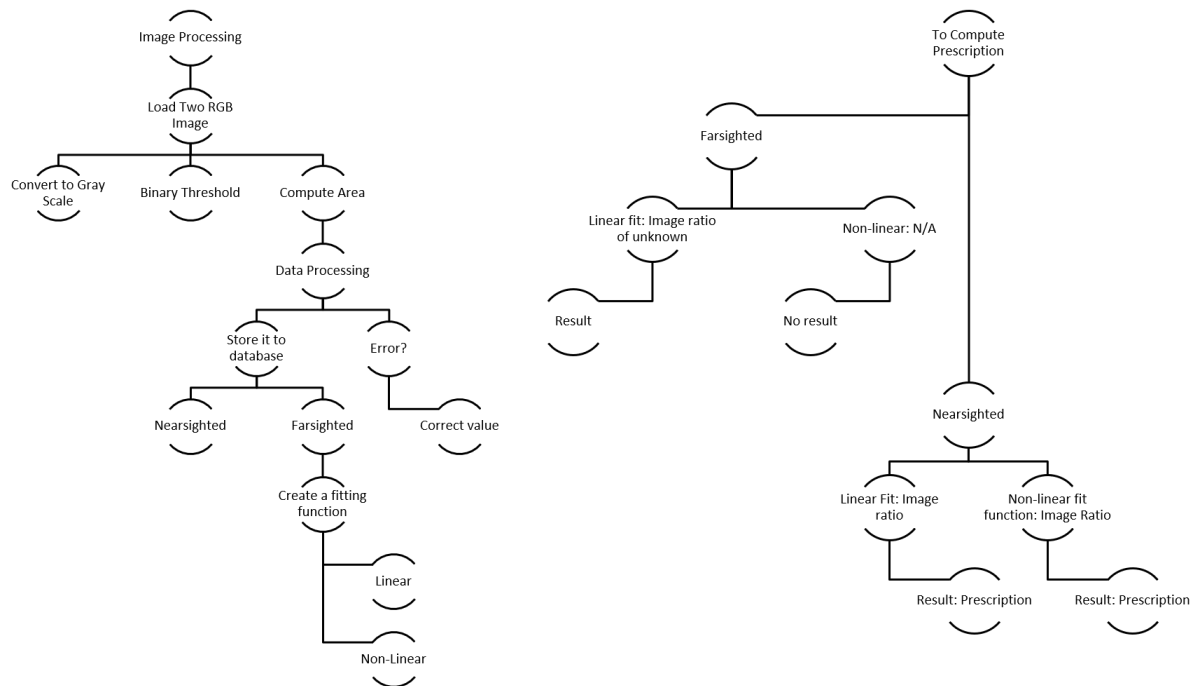 Image Processing
Load Two RGB
Image
Convert to Gray
Scale
Binary Threshold
Compute Area
Data Processing
Store it to
database
Error?
Nearsighted
Farsighted
Correct value
Create a fitting
function
Linear
Non-Linear
To Compute
Prescription
Farsighted
Linear fit: Image ratio
of unknown
Non-linear: N/A
Result
No result
Nearsighted
Linear Fit: Image
ratio
Non-linear fit
function: Image Ratio
Result: Prescription
Result: Prescription